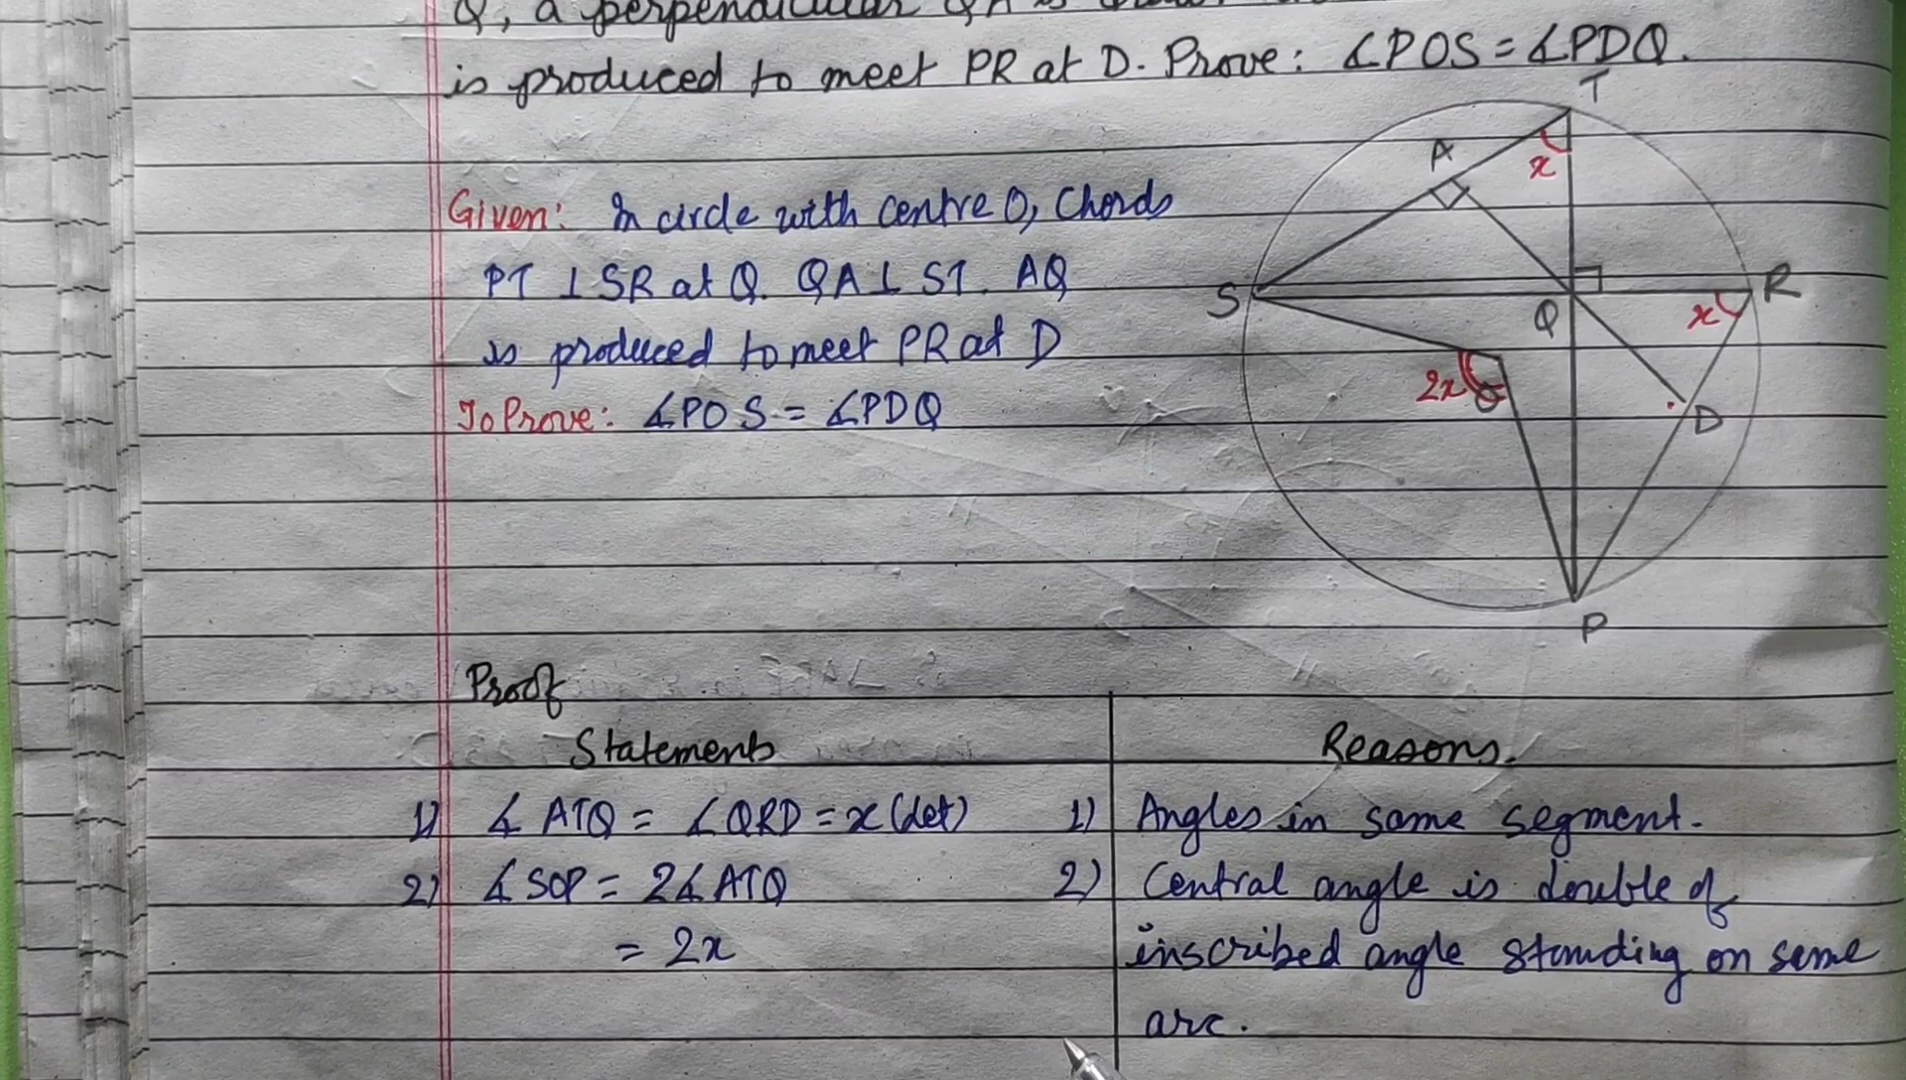 Q, a perpendicular QA is
is produced to meet PR at D. Prove: ∡POS = ∡PDQ.
T
A
x
Given: In circle with centre O, Chords
PT ⊥ SR at Q. QA ⊥ ST. AQ
S
Q
R
x
is produced to meet PR at D
2x
O
D
To Prove: ∡POS = ∡PDQ
P
Proof
Statements
Reasons.
1) ∡ATQ = ∠QRD = x (let)
1) Angles in same segment.
2) ∡SOP = 2∡ATQ
2) Central angle is double of
= 2x
inscribed angle standing on same
arc.